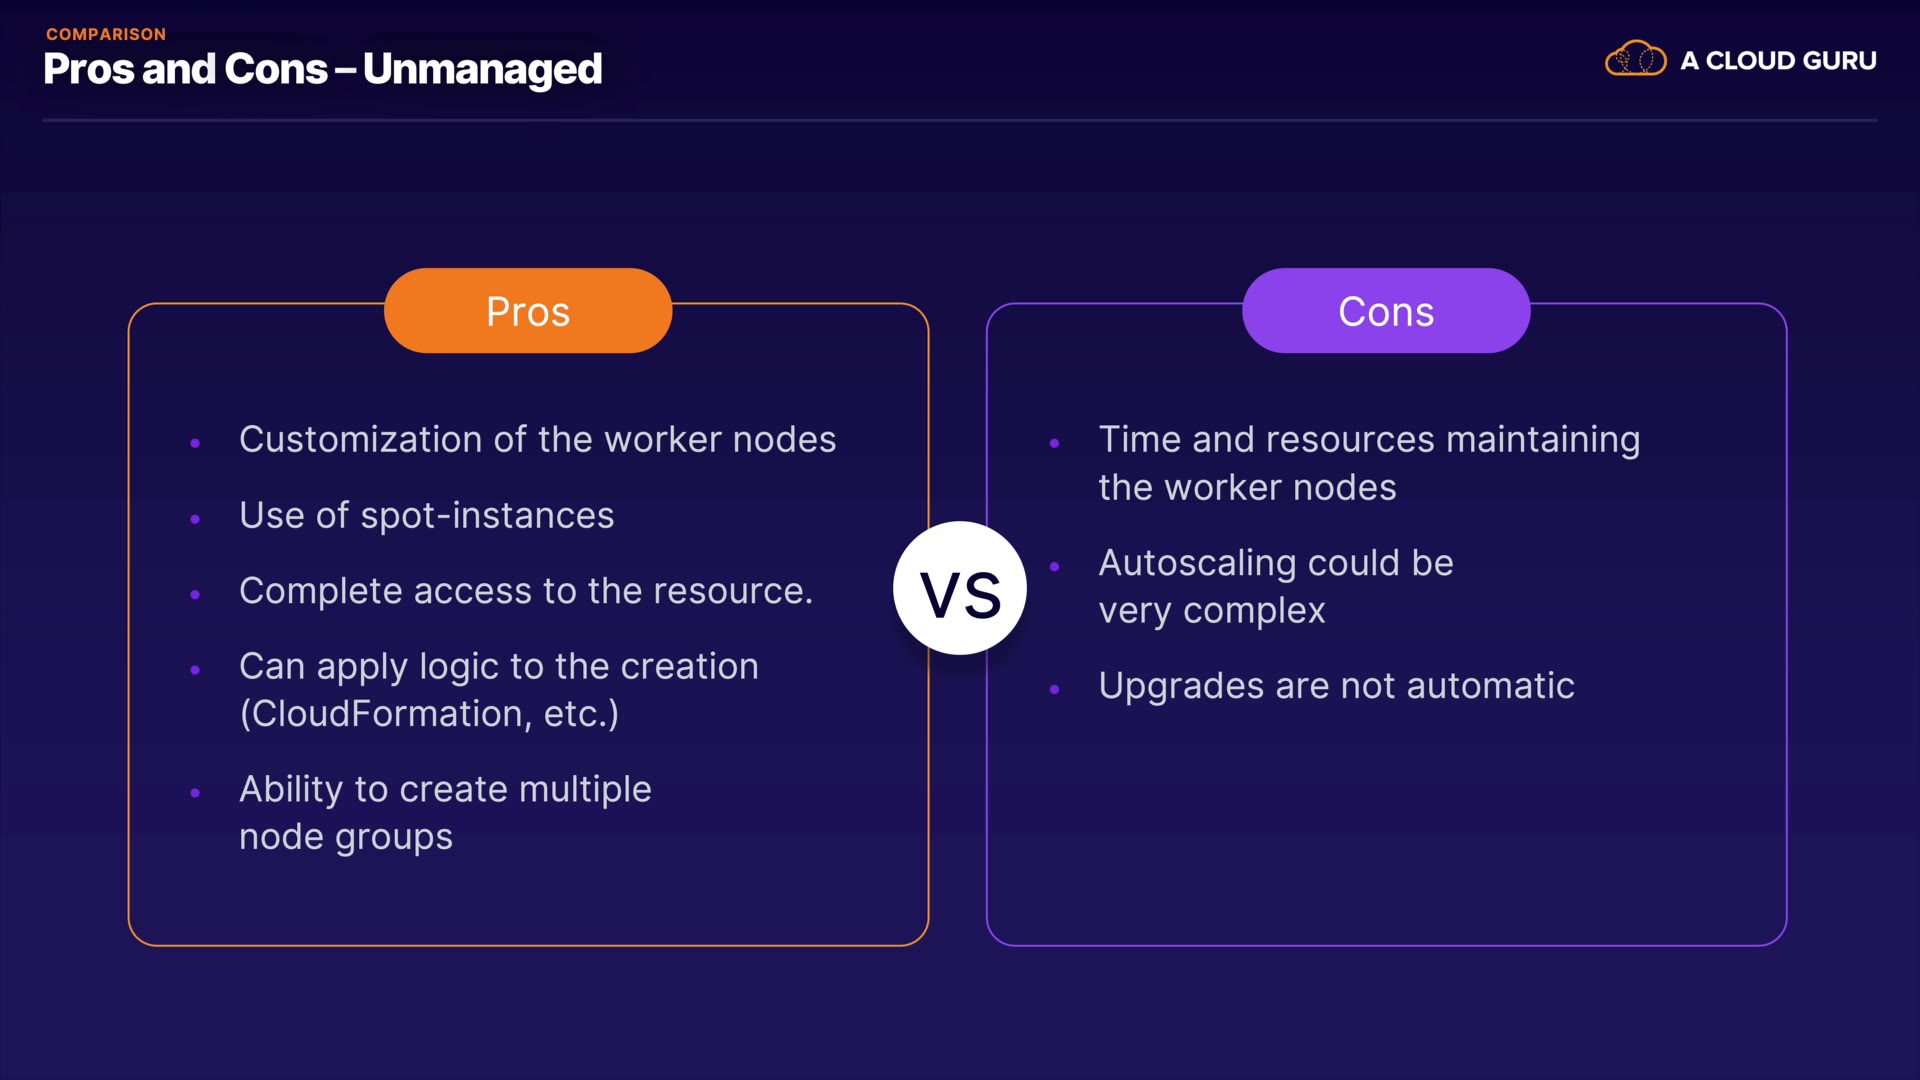 COMPARISON
Pros and Cons – Unmanaged
A CLOUD GURU
Pros
• Customization of the worker nodes
• Use of spot-instances
• Complete access to the resource.
• Can apply logic to the creation
(CloudFormation, etc.)
• Ability to create multiple
node groups
VS
Cons
• Time and resources maintaining
the worker nodes
• Autoscaling could be
very complex
• Upgrades are not automatic